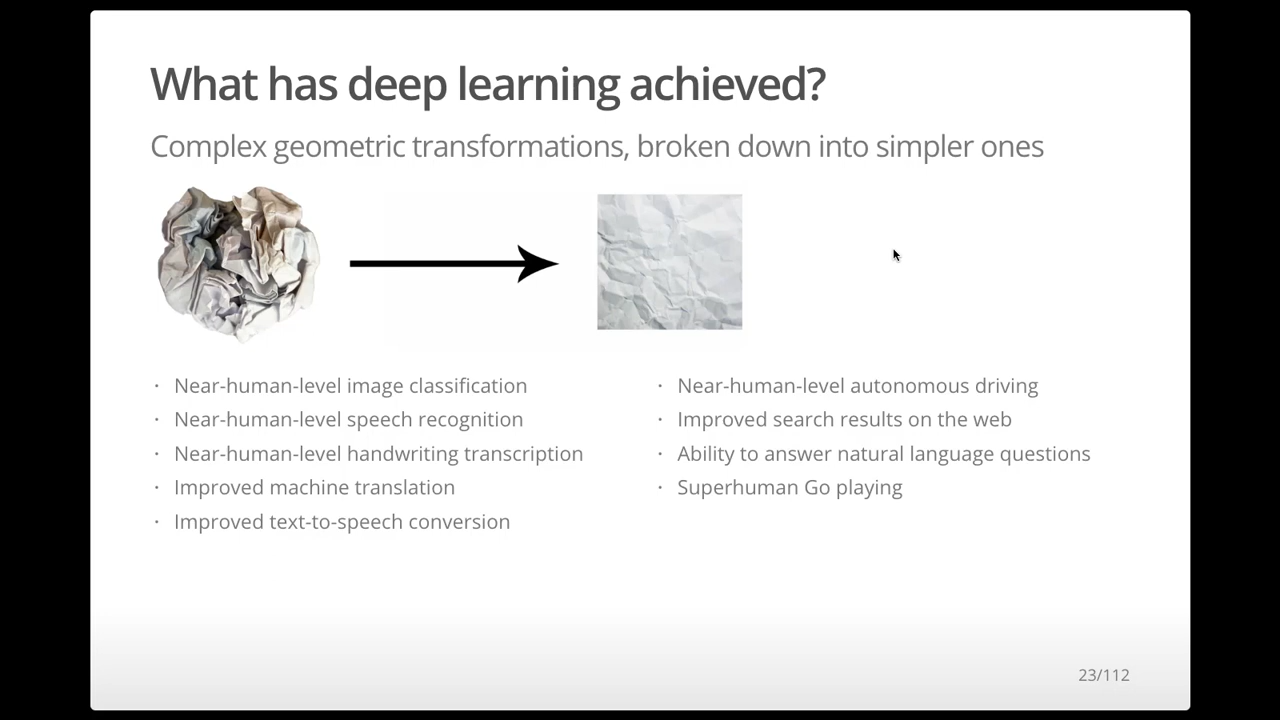 What has deep learning achieved?
Complex geometric transformations, broken down into simpler ones
· Near-human-level image classification
· Near-human-level speech recognition
· Near-human-level handwriting transcription
· Improved machine translation
· Improved text-to-speech conversion
· Near-human-level autonomous driving
· Improved search results on the web
· Ability to answer natural language questions
· Superhuman Go playing
23/112